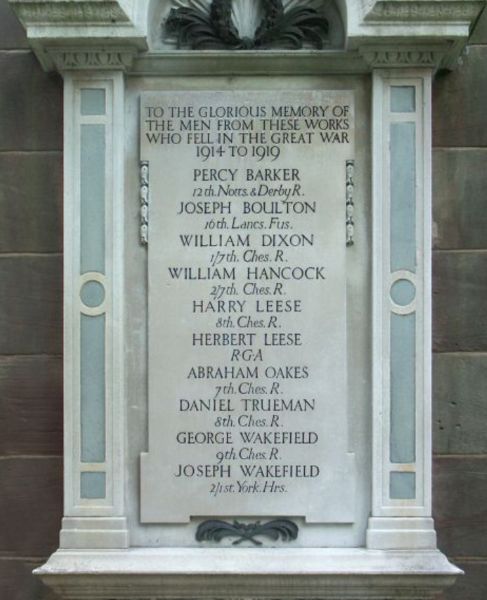 TO THE GLORIOUS MEMORY OF
THE MEN FROM THESE WORKS
WHO FELL IN THE GREAT WAR
1914 TO 1919
PERCY BARKER
12th. Notts. & Derby R.
JOSEPH BOULTON
16th. Lancs. Fus.
WILLIAM DIXON
1/7th. Ches. R.
WILLIAM HANCOCK
2/7th. Ches. R.
HARRY LEESE
8th. Ches. R.
HERBERT LEESE
R.G.A
ABRAHAM OAKES
7th. Ches. R.
DANIEL TRUEMAN
8th. Ches. R.
GEORGE WAKEFIELD
9th Ches. R.
JOSEPH WAKEFIELD
2/1st. York. Hrs.